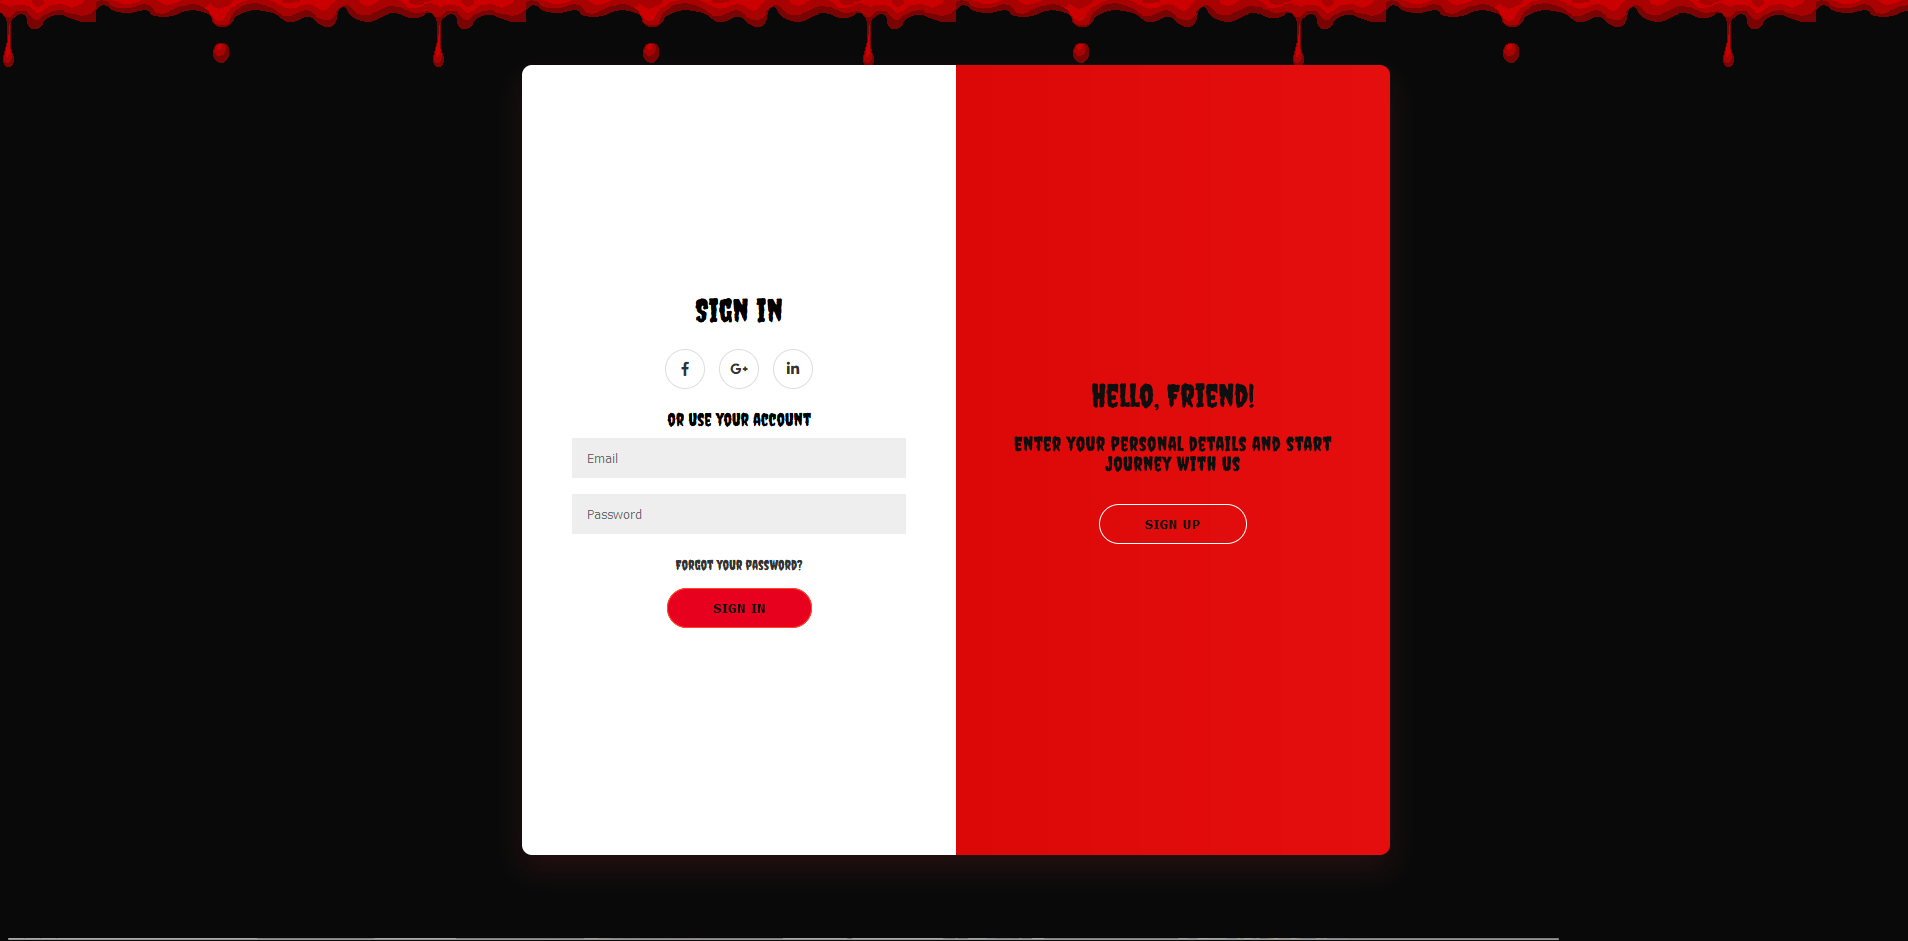 SIGN IN
f
G+
in
OR USE YOUR ACCOUNT
Email
Password
FORGOT YOUR PASSWORD?
SIGN IN
HELLO, FRIEND!
ENTER YOUR PERSONAL DETAILS AND START
JOURNEY WITH US
SIGN UP